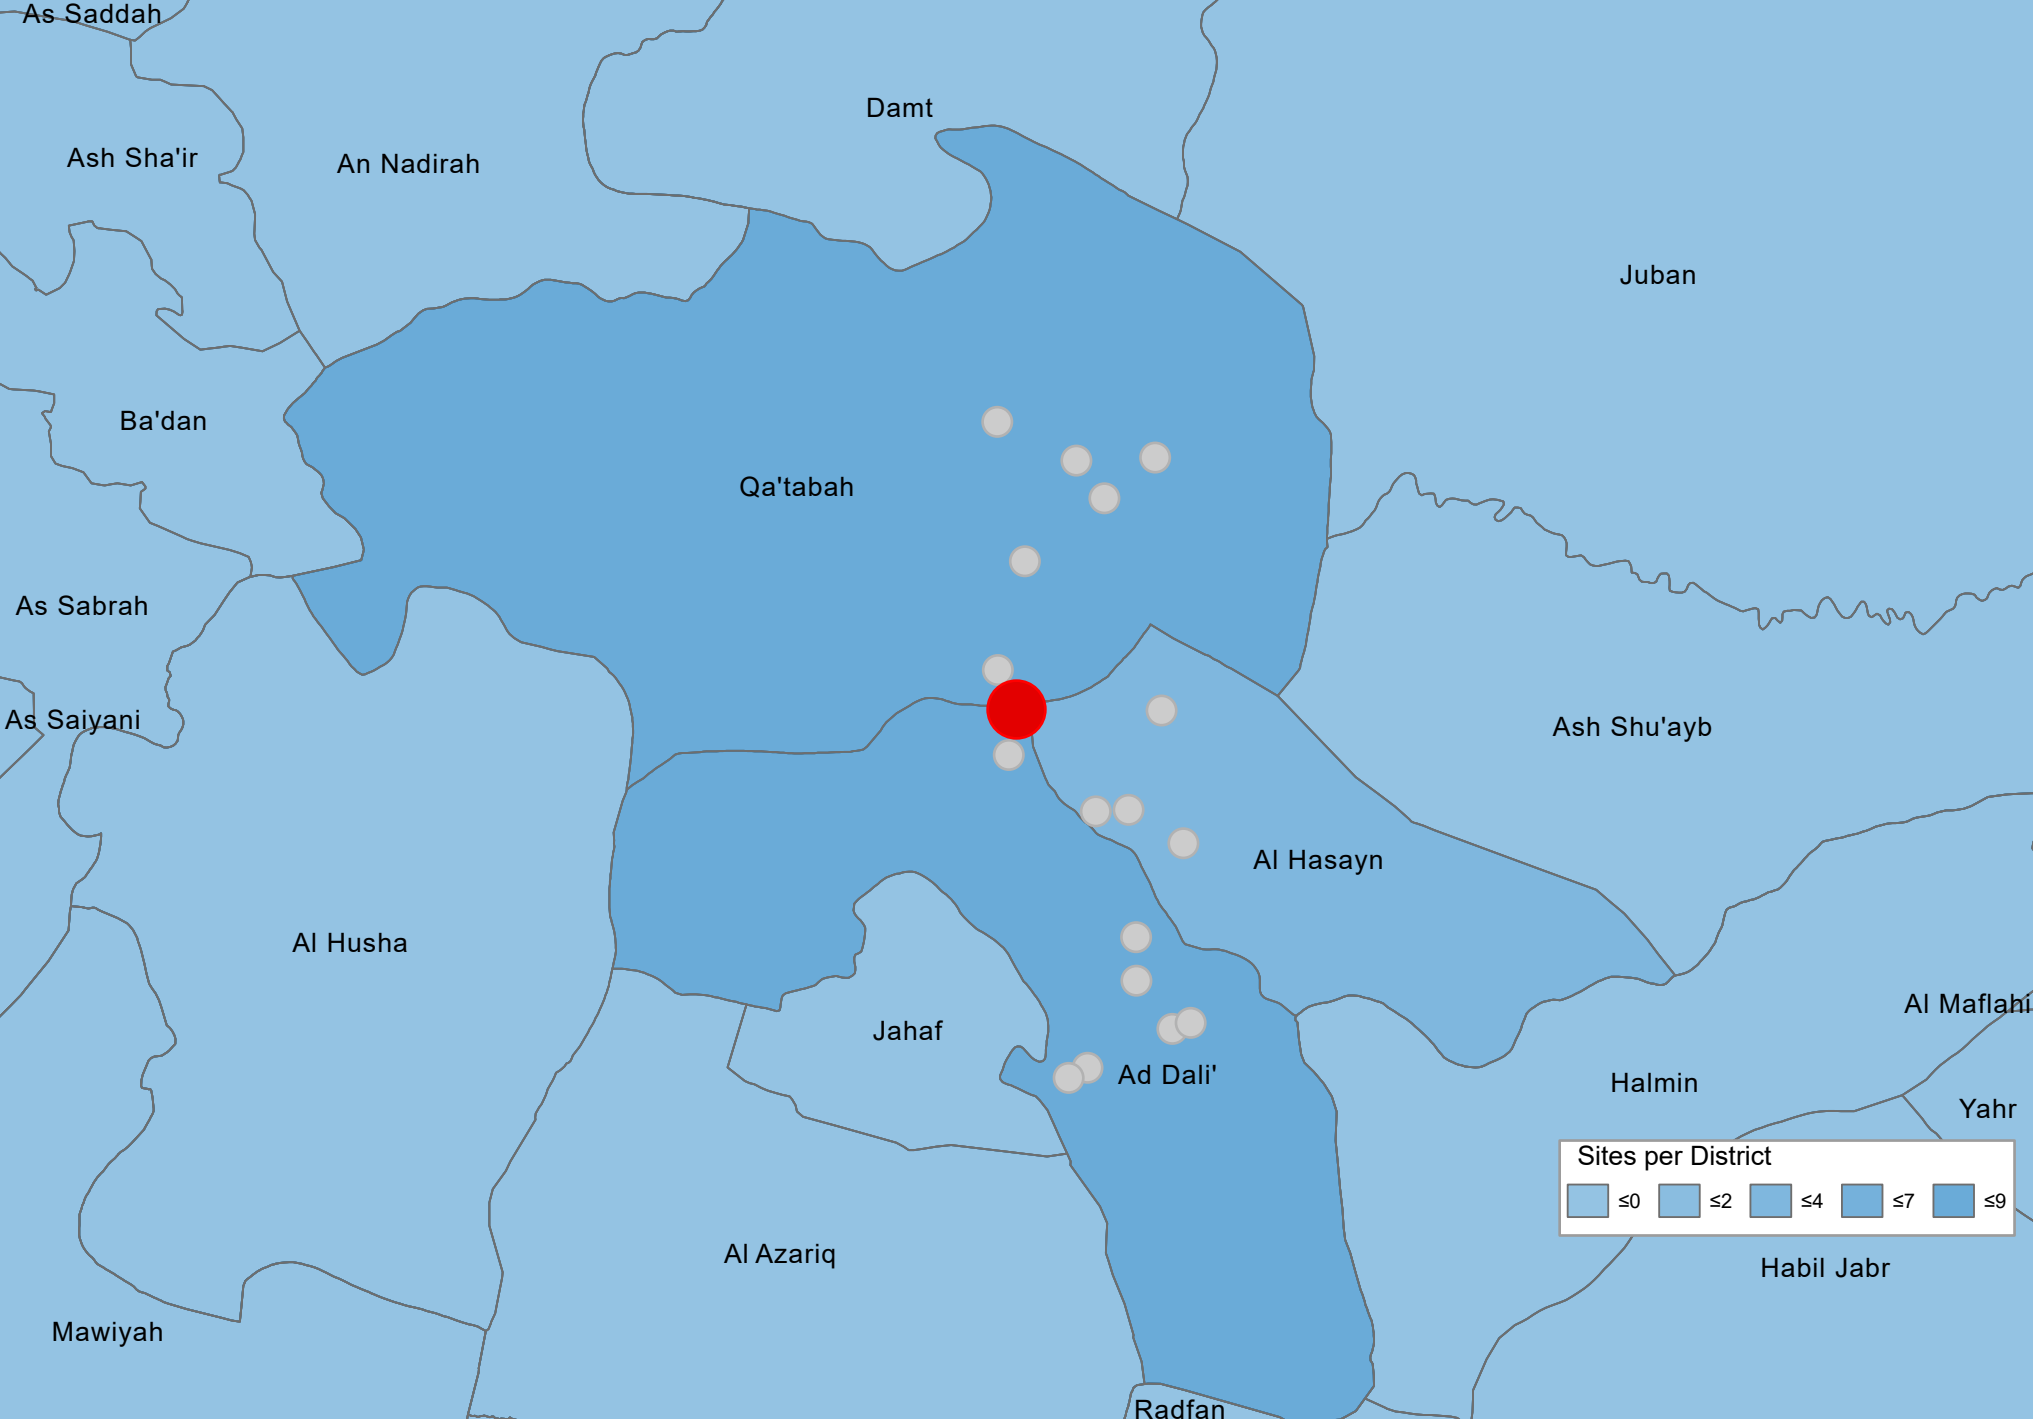 As Saddah
Damt
Ash Sha'ir
An Nadirah
Juban
Ba'dan
Qa'tabah
As Sabrah
As Saiyani
Ash Shu'ayb
Al Hasayn
Al Husha
Al Maflahi
Jahaf
Ad Dali'
Halmin
Yahr
Sites per District
≤0 ≤2 ≤4 ≤7 ≤9
Al Azariq
Habil Jabr
Mawiyah
Radfan